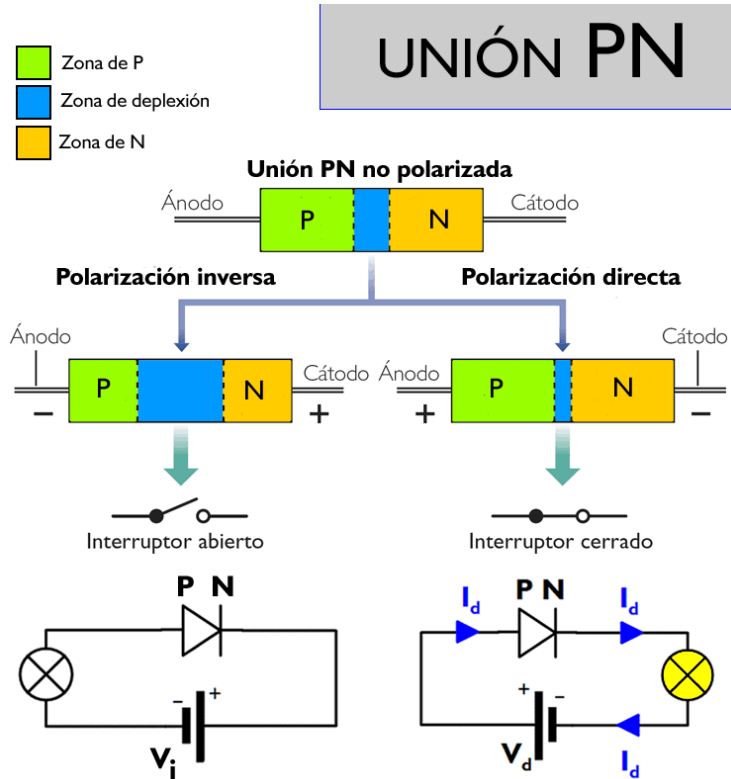 UNIÓN PN
Zona de P
Zona de deplexión
Zona de N
Unión PN no polarizada
Ánodo
P
N
Cátodo
Polarización inversa
Polarización directa
Ánodo
P
N
Cátodo
−
+
Ánodo
P
N
Cátodo
+
−
Interruptor abierto
Interruptor cerrado
P N
- +
Vi
Id
P N
Id
+ -
Vd
Id